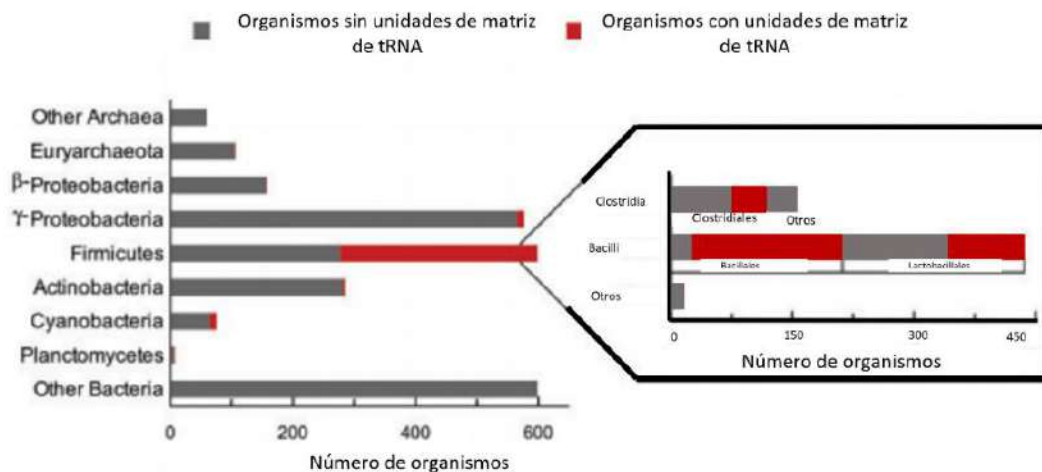 Organismos sin unidades de matriz
de tRNA
Organismos con unidades de matriz
de tRNA
Other Archaea
Euryarchaeota
β-Proteobacteria
γ-Proteobacteria
Firmicutes
Actinobacteria
Cyanobacteria
Planctomycetes
Other Bacteria
0 200 400 600
Número de organismos
Clostridia
Clostridiales Otros
Bacilli
Bacillales Lactobacillales
Otros
0 150 300 450
Número de organismos